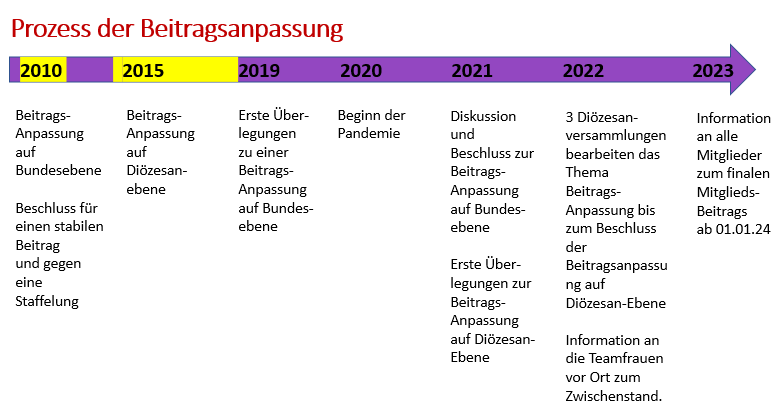 Prozess der Beitragsanpassung
2010
2015
2019
2020
2021
2022
2023
Beitrags-
Anpassung
auf
Bundesebene
Beschluss für
einen stabilen
Beitrag
und gegen
eine
Staffelung
Beitrags-
Anpassung
auf
Diözesan-
ebene
Erste Über-
legungen
zu einer
Beitrags-
Anpassung
auf Bundes-
ebene
Beginn der
Pandemie
Diskussion
und
Beschluss zur
Beitrags-
Anpassung
auf Bundes-
ebene
Erste Über-
legungen zur
Beitrags-
Anpassung
auf Diözesan-
Ebene
3 Diözesan-
versammlungen
bearbeiten das
Thema
Beitrags-
Anpassung bis
zum Beschluss
der
Beitragsanpassu
ng auf
Diözesan-Ebene
Information an
die Teamfrauen
vor Ort zum
Zwischenstand.
Information
an alle
Mitglieder
zum finalen
Mitglieds-
Beitrags
ab 01.01.24